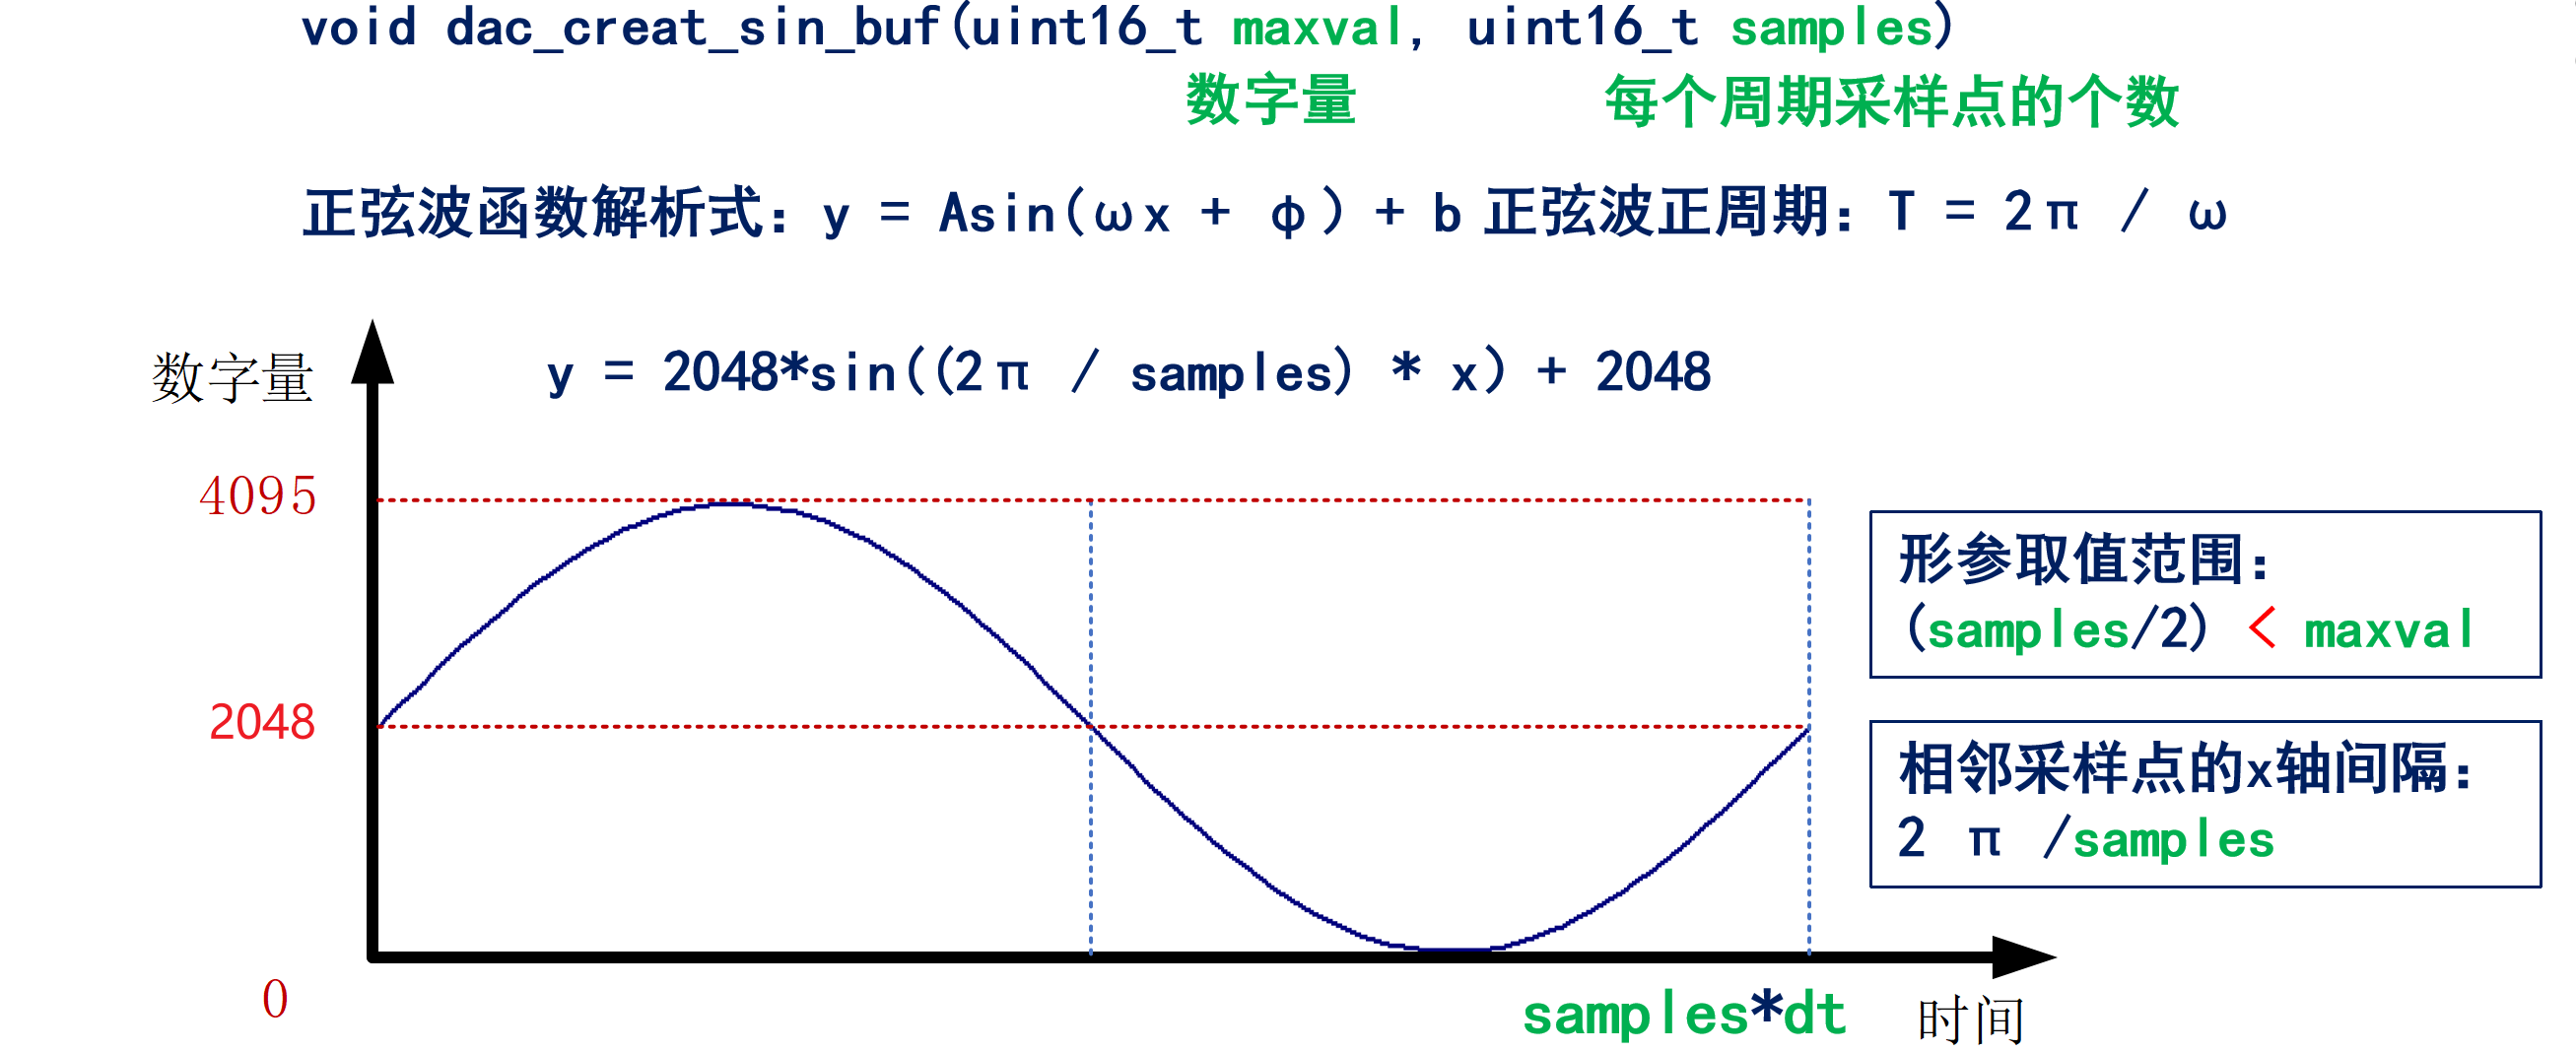 void dac_creat_sin_buf(uint16_t maxval, uint16_t samples)
数字量 每个周期采样点的个数
正弦波函数解析式：y = Asin(ωx + φ) + b 正弦波正周期：T = 2π / ω
数字量
y = 2048*sin((2π / samples) * x) + 2048
4095
形参取值范围：
(samples/2) < maxval
2048
相邻采样点的x轴间隔：
2 π /samples
0
samples*dt
时间